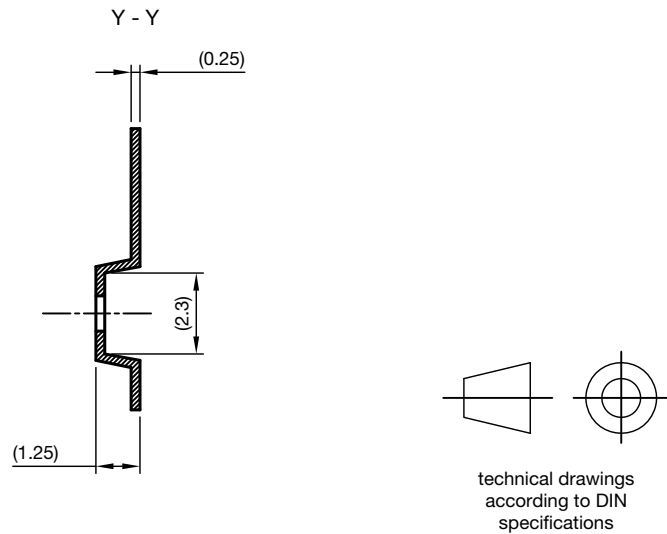 Y - Y
(0.25)
(2.3)
(1.25)
technical drawings
according to DIN
specifications